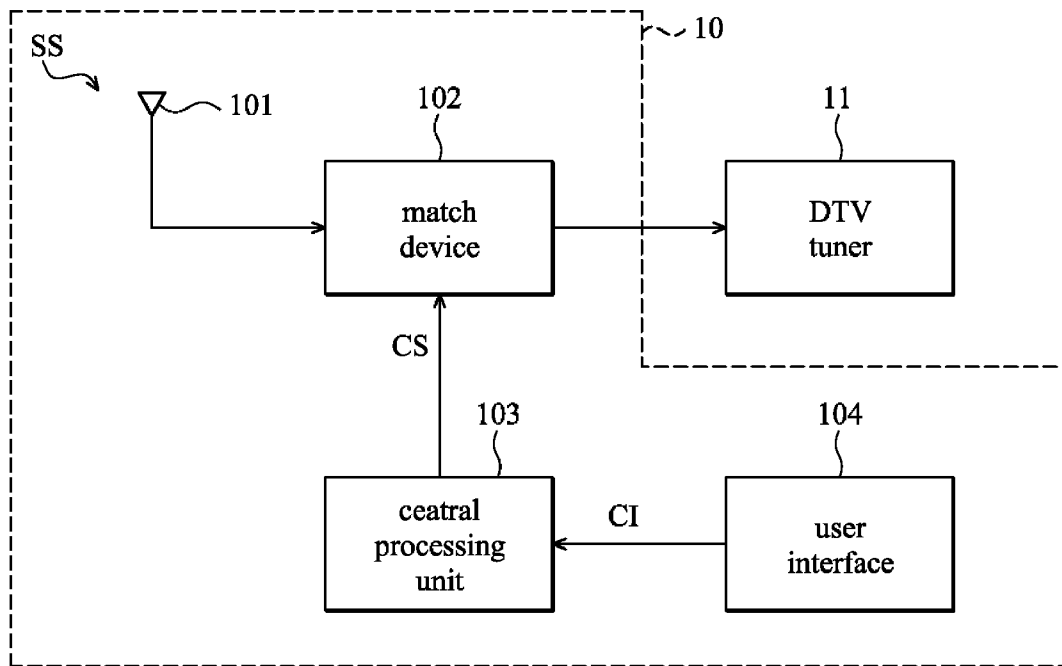 10
SS
101
102
11
match
device
DTV
tuner
CS
103
104
ceatral
processing
unit
CI
user
interface